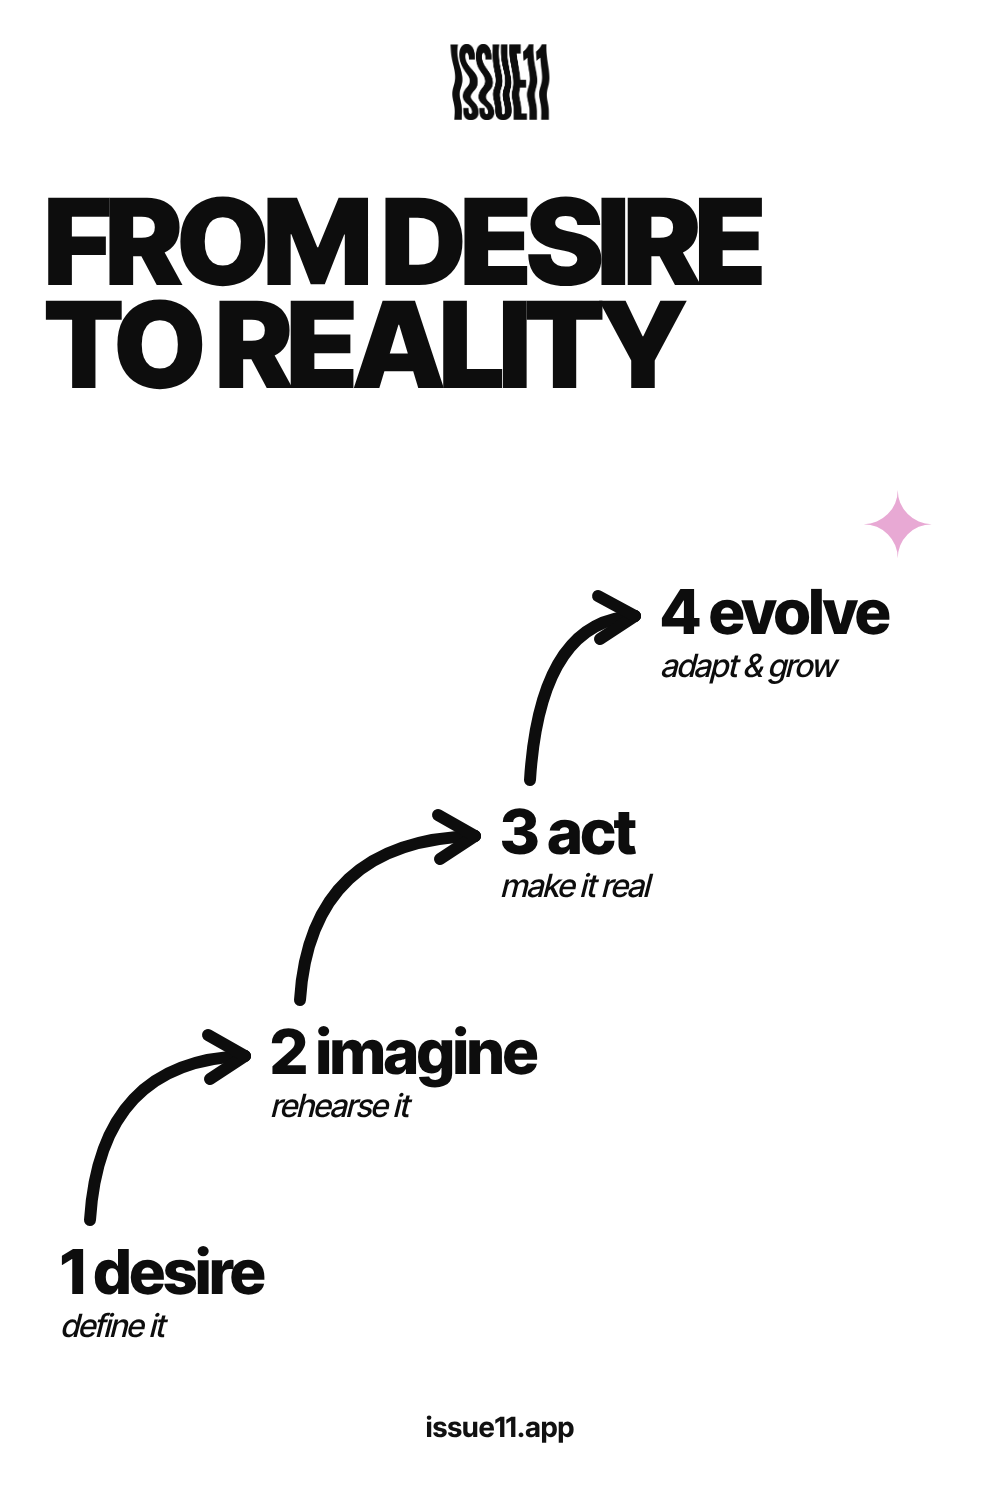 ISSUE11
FROM DESIRE
TO REALITY
4 evolve
adapt & grow
3 act
make it real
2 imagine
rehearse it
1 desire
define it
issue11.app